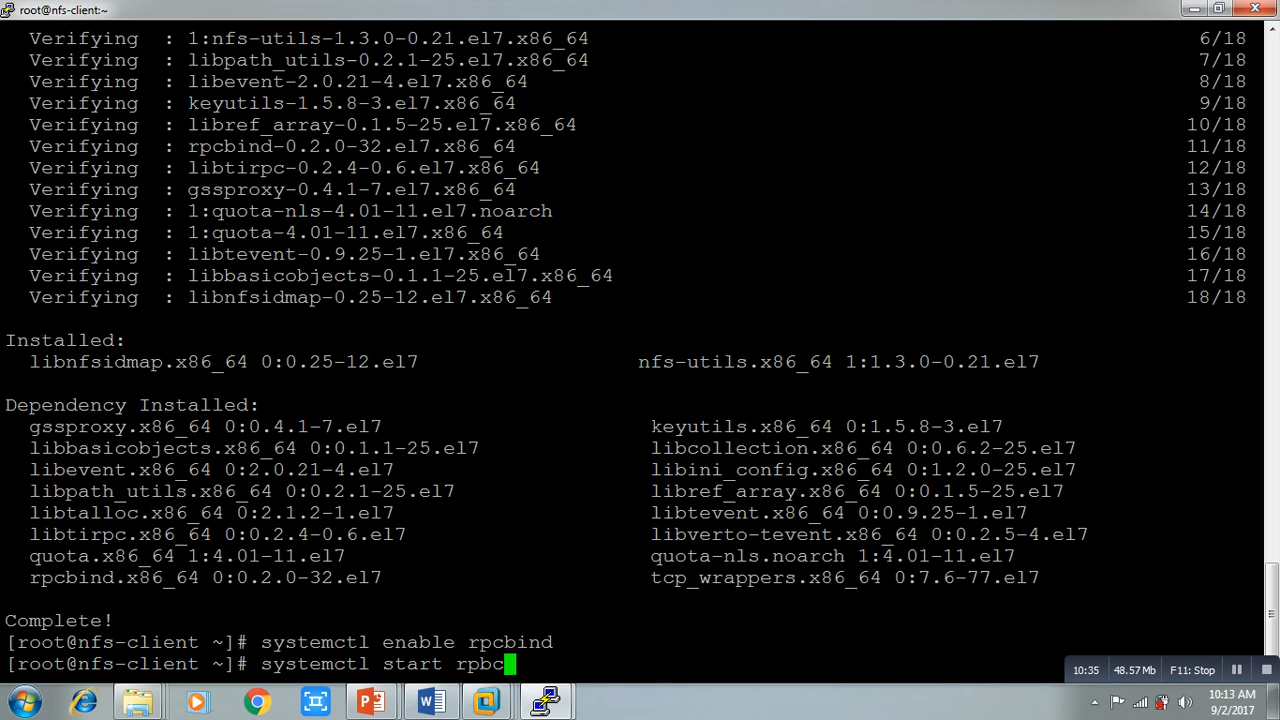 root@nfs-client:~
Verifying  : 1:nfs-utils-1.3.0-0.21.el7.x86_64 6/18
Verifying  : libpath_utils-0.2.1-25.el7.x86_64 7/18
Verifying  : libevent-2.0.21-4.el7.x86_64 8/18
Verifying  : keyutils-1.5.8-3.el7.x86_64 9/18
Verifying  : libref_array-0.1.5-25.el7.x86_64 10/18
Verifying  : rpcbind-0.2.0-32.el7.x86_64 11/18
Verifying  : libtirpc-0.2.4-0.6.el7.x86_64 12/18
Verifying  : gssproxy-0.4.1-7.el7.x86_64 13/18
Verifying  : 1:quota-nls-4.01-11.el7.noarch 14/18
Verifying  : 1:quota-4.01-11.el7.x86_64 15/18
Verifying  : libtevent-0.9.25-1.el7.x86_64 16/18
Verifying  : libbasicobjects-0.1.1-25.el7.x86_64 17/18
Verifying  : libnfsidmap-0.25-12.el7.x86_64 18/18
Installed:
libnfsidmap.x86_64 0:0.25-12.el7 nfs-utils.x86_64 1:1.3.0-0.21.el7
Dependency Installed:
gssproxy.x86_64 0:0.4.1-7.el7 keyutils.x86_64 0:1.5.8-3.el7
libbasicobjects.x86_64 0:0.1.1-25.el7 libcollection.x86_64 0:0.6.2-25.el7
libevent.x86_64 0:2.0.21-4.el7 libini_config.x86_64 0:1.2.0-25.el7
libpath_utils.x86_64 0:0.2.1-25.el7 libref_array.x86_64 0:0.1.5-25.el7
libtalloc.x86_64 0:2.1.2-1.el7 libtevent.x86_64 0:0.9.25-1.el7
libtirpc.x86_64 0:0.2.4-0.6.el7 libverto-tevent.x86_64 0:0.2.5-4.el7
quota.x86_64 1:4.01-11.el7 quota-nls.noarch 1:4.01-11.el7
rpcbind.x86_64 0:0.2.0-32.el7 tcp_wrappers.x86_64 0:7.6-77.el7
Complete!
[root@nfs-client ~]# systemctl enable rpcbind
[root@nfs-client ~]# systemctl start rpbc
10:35 48.57 Mb F11: Stop
10:13 AM
9/2/2017